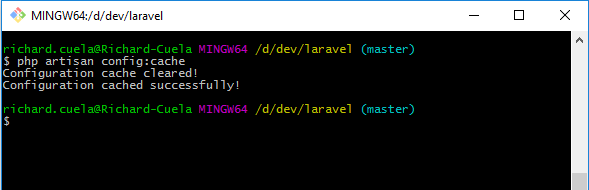 MINGW64:/d/dev/laravel
richard.cuela@Richard-Cuela MINGW64 /d/dev/laravel (master)
$ php artisan config:cache
Configuration cache cleared!
Configuration cached successfully!
richard.cuela@Richard-Cuela MINGW64 /d/dev/laravel (master)
$